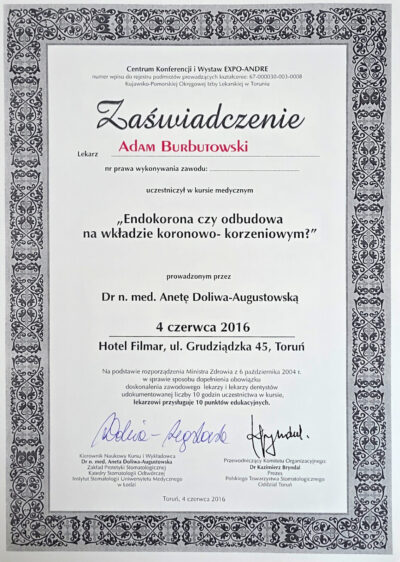 Centrum Konferencji i Wystaw EXPO-ANDRE
numer wpisu do rejestru podmiotów prowadzących kształcenie: 67-000030-003-0008
Kujawsko-Pomorskiej Okręgowej Izby Lekarskiej w Toruniu
Zaświadczenie
Lekarz ADAM BURBUTOWSKI
nr prawa wykonywania zawodu:
uczestniczył w kursie medycznym
„Endokorona czy odbudowa
na wkładzie koronowo- korzeniowym?”
prowadzonym przez
Dr n. med. Anetę Doliwa-Augustowską
4 czerwca 2016
Hotel Filmar, ul. Grudziądzka 45, Toruń
Na podstawie rozporządzenia Ministra Zdrowia z 6 października 2004 r.
w sprawie sposobu dopełnienia obowiązku
doskonalenia zawodowego lekarzy i lekarzy dentystów
udokumentowanej liczby 10 godzin uczestnictwa w kursie,
lekarzowi przysługuje 10 punktów edukacyjnych.
Kierownik Naukowy Kursu i Wykładowca
Dr n. med. Aneta Doliwa-Augustowska
Zakład Protetyki Stomatologicznej
Katedry Stomatologii Odtwórczej
Instytut Stomatologii Uniwersytetu Medycznego
w Łodzi
Przewodniczący Komitetu Organizacyjnego
Dr Kazimierz Bryndal
Prezes
Polskiego Towarzystwa Stomatologicznego
Oddział Toruń
Toruń, 4 czerwca 2016